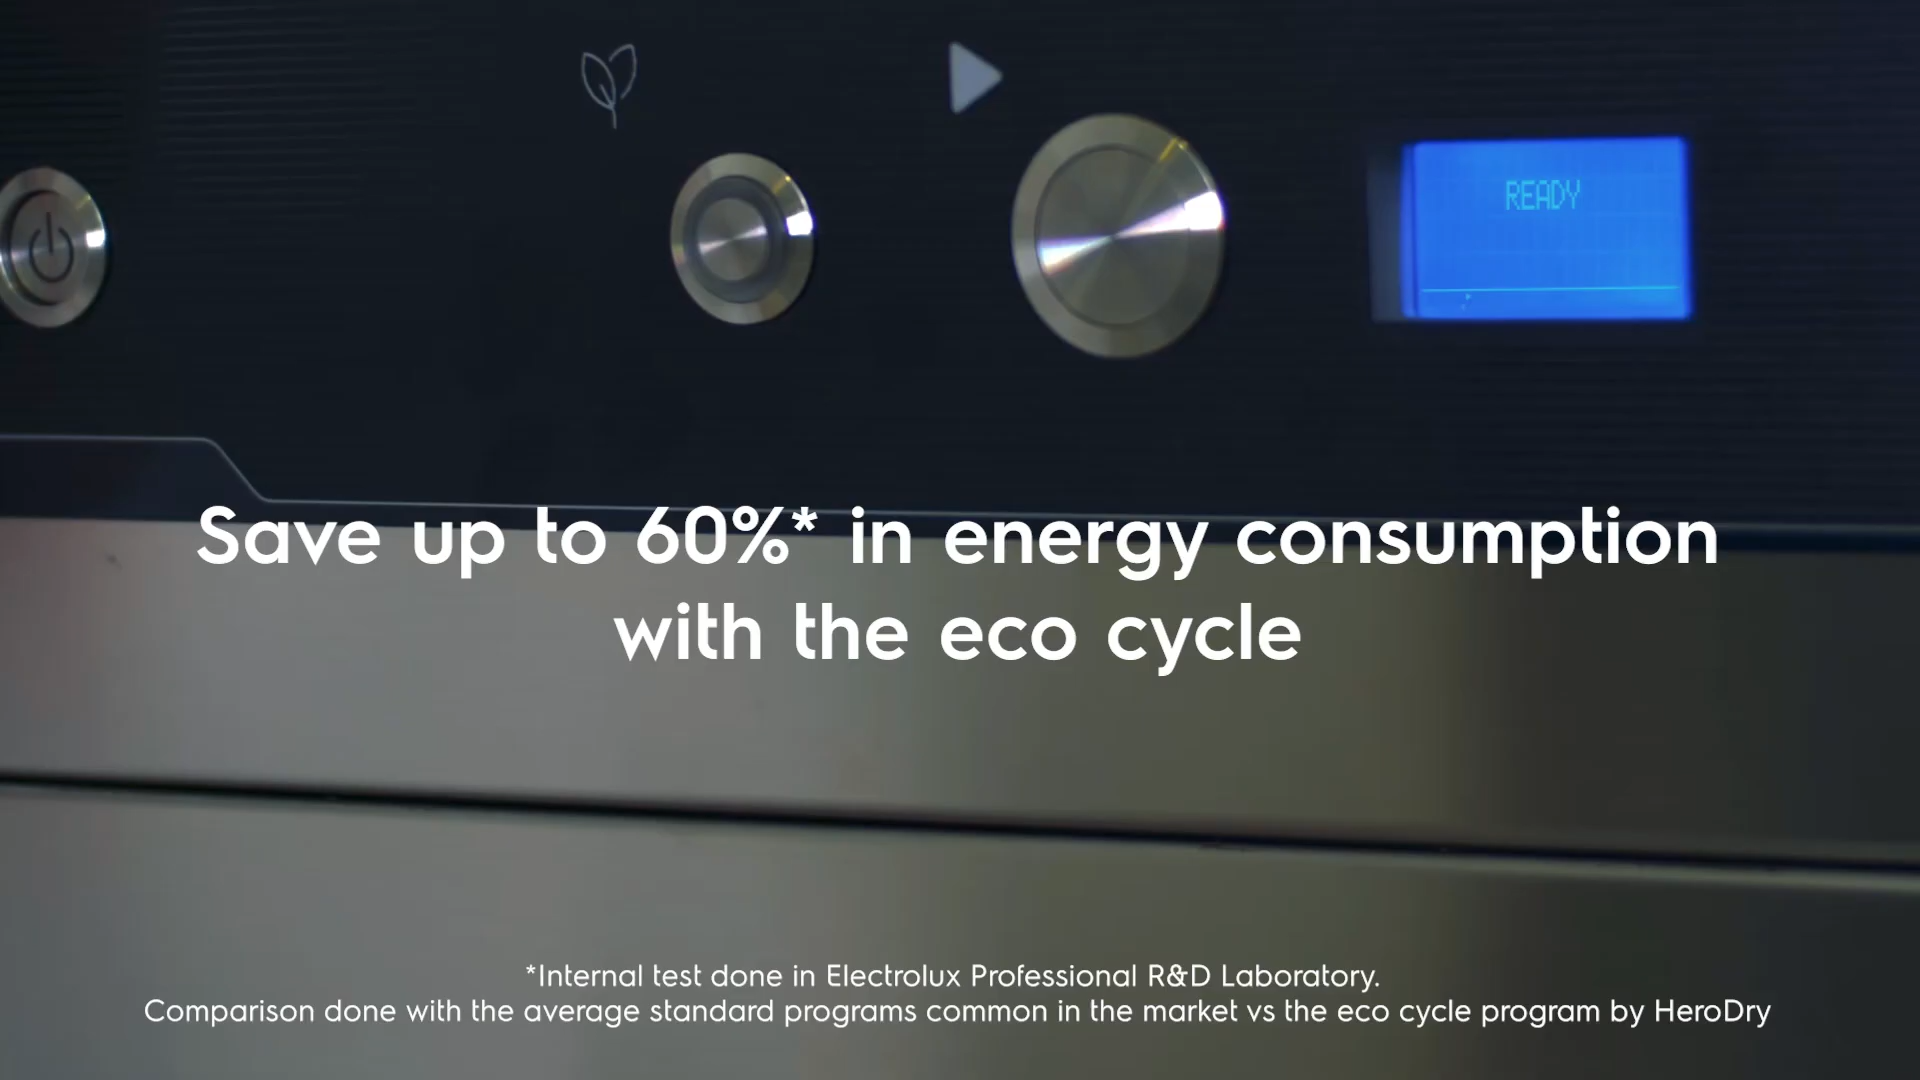 READY
Save up to 60%* in energy consumption
with the eco cycle
*Internal test done in Electrolux Professional R&D Laboratory.
Comparison done with the average standard programs common in the market vs the eco cycle program by HeroDry